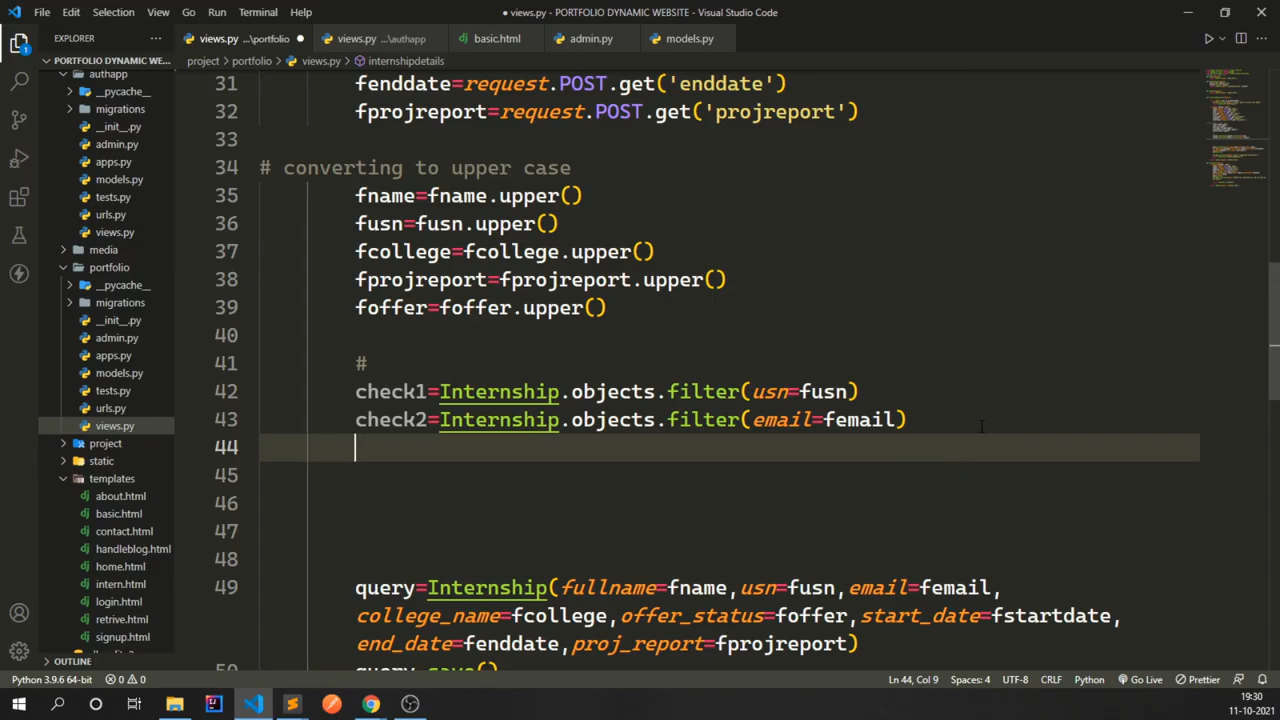 File Edit Selection View Go Run Terminal Help
● views.py - PORTFOLIO DYNAMIC WEBSITE - Visual Studio Code
EXPLORER
views.py ...\portfolio
views.py ...\authapp
basic.html
admin.py
models.py
PORTFOLIO DYNAMIC WE...
project > portfolio > views.py > internshipdetails
authapp
__pycache__
migrations
__init__.py
admin.py
apps.py
models.py
tests.py
urls.py
views.py
media
portfolio
__pycache__
migrations
__init__.py
admin.py
apps.py
models.py
tests.py
urls.py
views.py
project
static
templates
about.html
basic.html
contact.html
handleblog.html
home.html
intern.html
login.html
retrive.html
signup.html
OUTLINE
31 fenddate=request.POST.get('enddate')
32 fprojreport=request.POST.get('projreport')
33
34 # converting to upper case
35 fname=fname.upper()
36 fusn=fusn.upper()
37 fcollege=fcollege.upper()
38 fprojreport=fprojreport.upper()
39 foffer=foffer.upper()
40
41 #
42 check1=Internship.objects.filter(usn=fusn)
43 check2=Internship.objects.filter(email=femail)
44
45
46
47
48
49 query=Internship(fullname=fname,usn=fusn,email=femail,
college_name=fcollege,offer_status=foffer,start_date=fstartdate,
end_date=fenddate,proj_report=fprojreport)
50 query.save()
Python 3.9.6 64-bit 0 0 Ln 44, Col 9 Spaces: 4 UTF-8 CRLF Python Go Live Prettier
1
19:30
11-10-2021